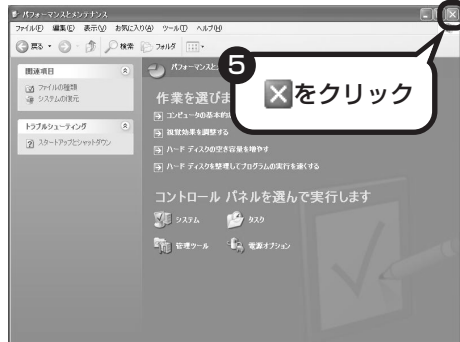 パフォーマンスとメンテナンス
ファイル(F) 編集(E) 表示(V) お気に入り(A) ツール(T) ヘルプ(H)
戻る 検索 フォルダ
関連項目
ファイルの種類
システムの復元
トラブルシューティング
スタートアップとシャットダウン
パフォーマンスと
5
をクリック
作業を選びま
コンピュータの基本的
視覚効果を調整する
ハード ディスクの空き容量を増やす
ハード ディスクを整理してプログラムの実行を速くする
コントロール パネルを選んで実行します
システム タスク
管理ツール 電源オプション